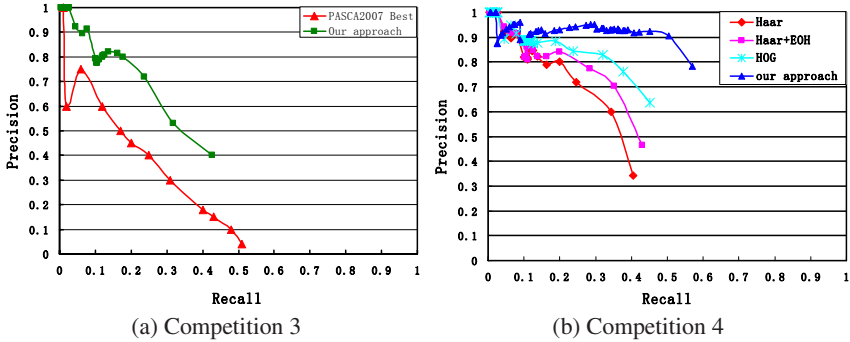 1
0.9
0.8
0.7
0.6
0.5
0.4
0.3
0.2
0.1
0
Precision
0 0.1 0.2 0.3 0.4 0.5 0.6 0.7 0.8 0.9 1
Recall
PASCA2007 Best
Our approach
(a) Competition 3
1
0.9
0.8
0.7
0.6
0.5
0.4
0.3
0.2
0.1
0
Precision
0 0.1 0.2 0.3 0.4 0.5 0.6 0.7 0.8 0.9 1
Recall
Haar
Haar+EOH
HOG
our approach
(b) Competition 4